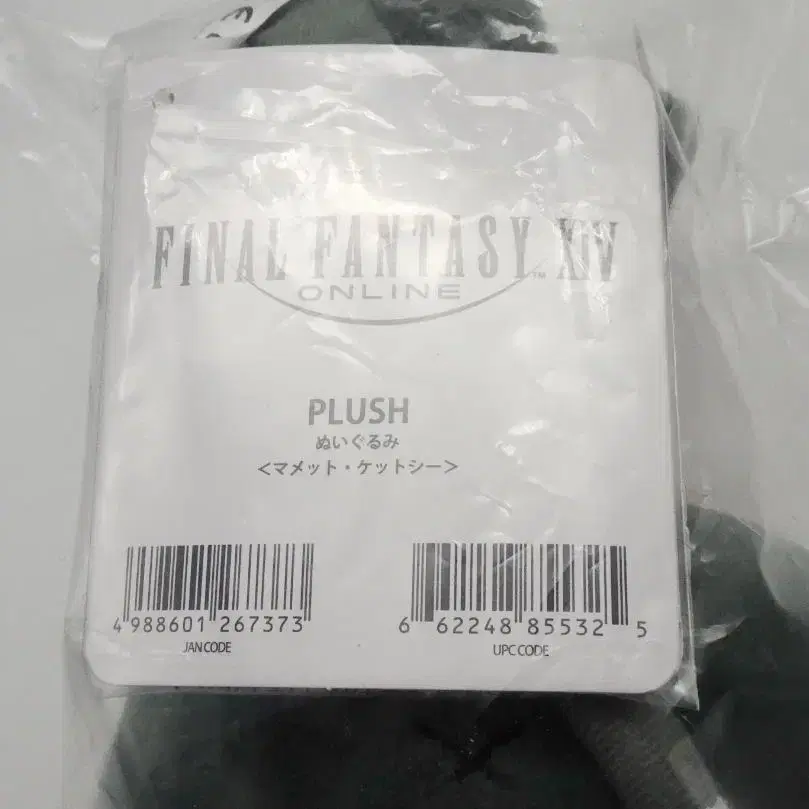 FINAL FANTASY XIV™
ONLINE
PLUSH
ぬいぐるみ
<マメット・ケットシー>
4 988601 267373
JAN CODE
6 62248 85532 5
UPC CODE